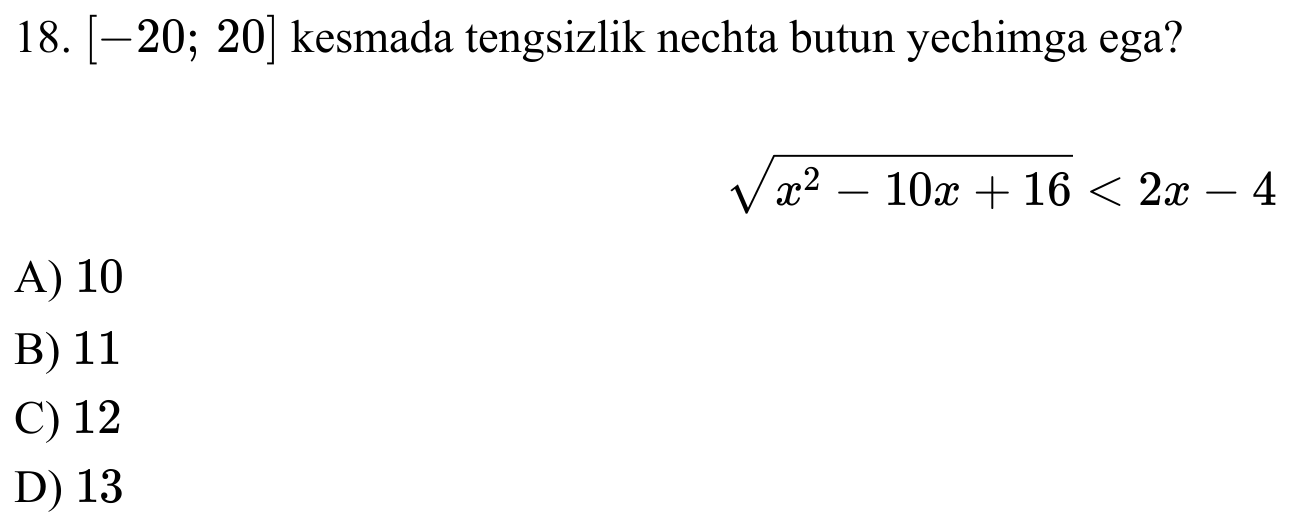 18. [−20; 20] kesmada tengsizlik nechta butun yechimga ega?
√(x² − 10x + 16) < 2x − 4
A) 10
B) 11
C) 12
D) 13